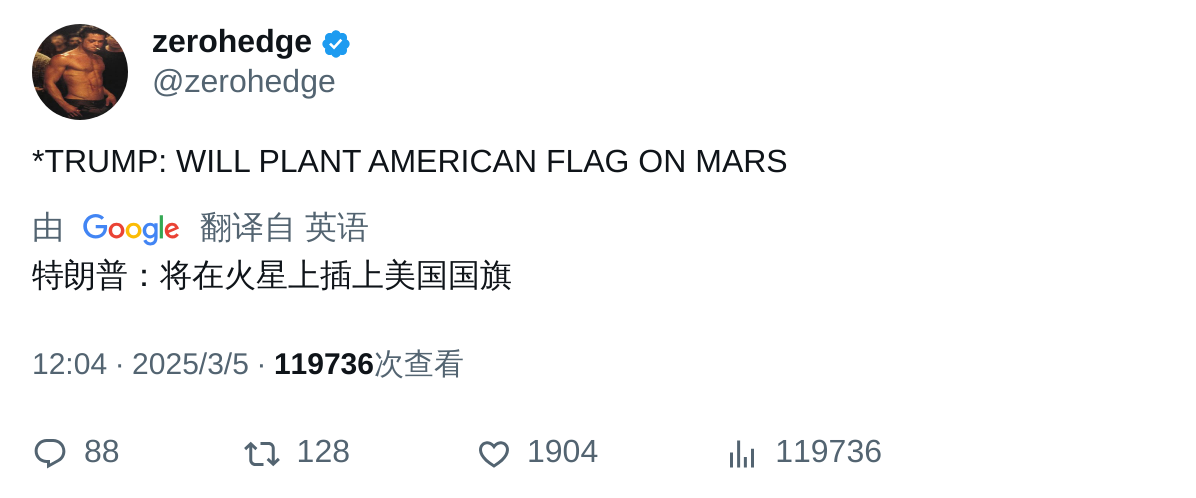 zerohedge
@zerohedge
*TRUMP: WILL PLANT AMERICAN FLAG ON MARS
由 Google 翻译自 英语
特朗普：将在火星上插上美国国旗
12:04 · 2025/3/5 · 119736次查看
88 128 1904 119736